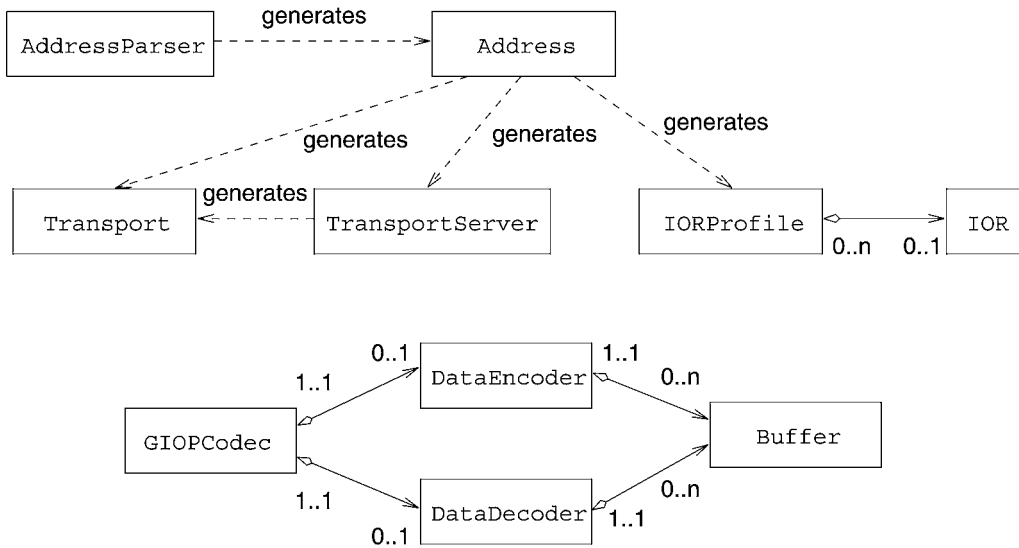 generates
AddressParser
Address
generates
generates
generates
generates
Transport
TransportServer
IORProfile
IOR
0..n
0..1
0..1
1..1
1..1
DataEncoder
0..n
GIOPCodec
Buffer
1..1
0..n
DataDecoder
1..1
0..1